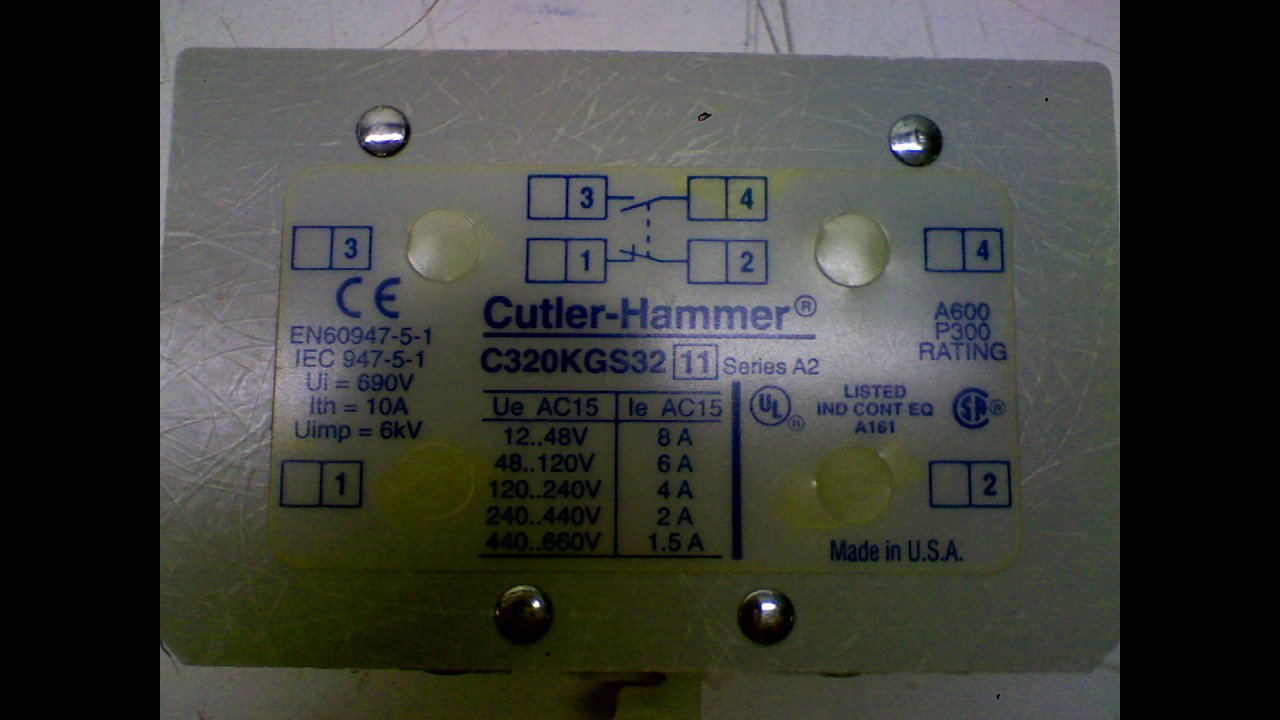 3 4
1 2
3
4
CE
EN60947-5-1
IEC 947-5-1
Ui = 690V
Ith = 10A
Uimp = 6kV
1
Cutler-Hammer®
C320KGS32 11 Series A2
Ue AC15 Ie AC15
12..48V 8 A
48..120V 6 A
120..240V 4 A
240..440V 2 A
440..660V 1.5 A
A600
P300
RATING
UL®
LISTED
IND CONT EQ
A161
SP®
2
Made in U.S.A.